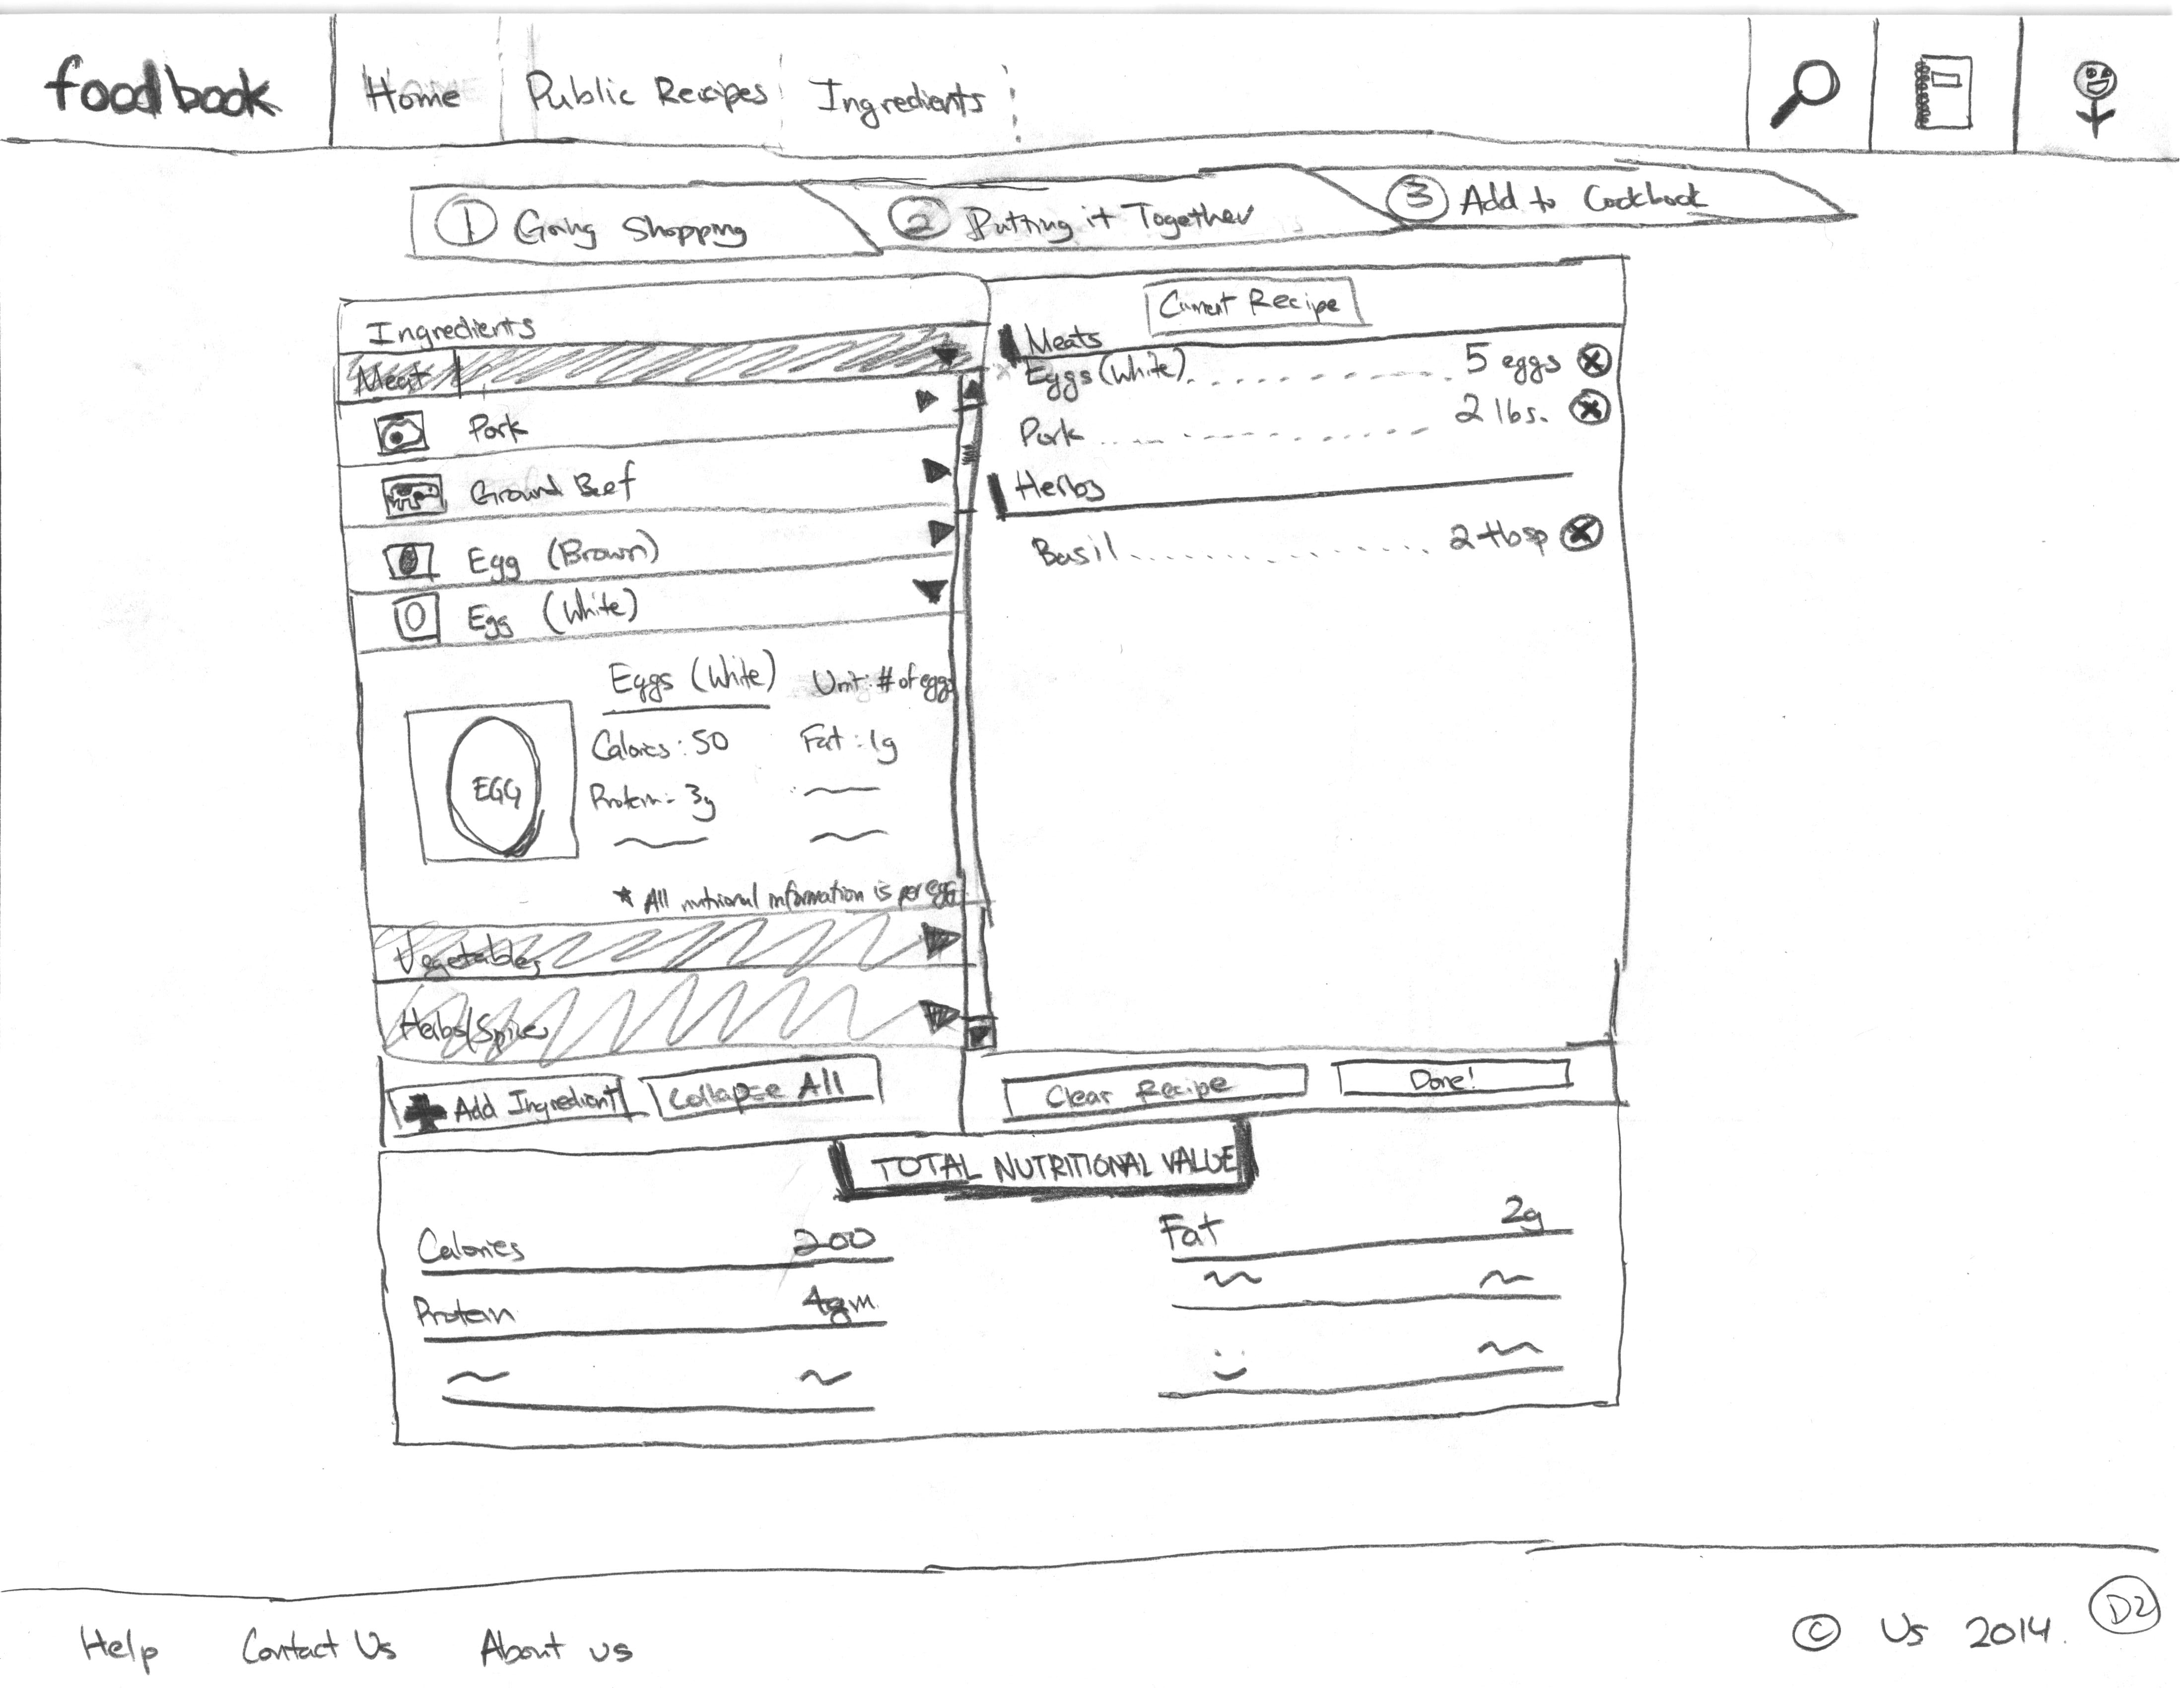 foodbook
Home Public Recipes Ingredients
1 Going Shopping
2 Putting it Together
3 Add to Cookbook
Ingredients
Meat
Pork
Ground Beef
Egg (Brown)
Egg (White)
Eggs (White) Unit: # of eggs
EGG
Calories: 50 Fat: 1g
Protein - 3g
* All nutrional information is per egg
Vegetables
Herbs/Spices
Add Ingredient
Collapse All
Current Recipe
Meats
Eggs (White) 5 eggs
Pork 2 lbs.
Herbs
Basil 2 tbsp
Clear Recipe
Done!
TOTAL NUTRITIONAL VALUE
Calories 200
Protein 4gm.
Fat 2g
Help Contact Us About us
© Us 2014.
D2